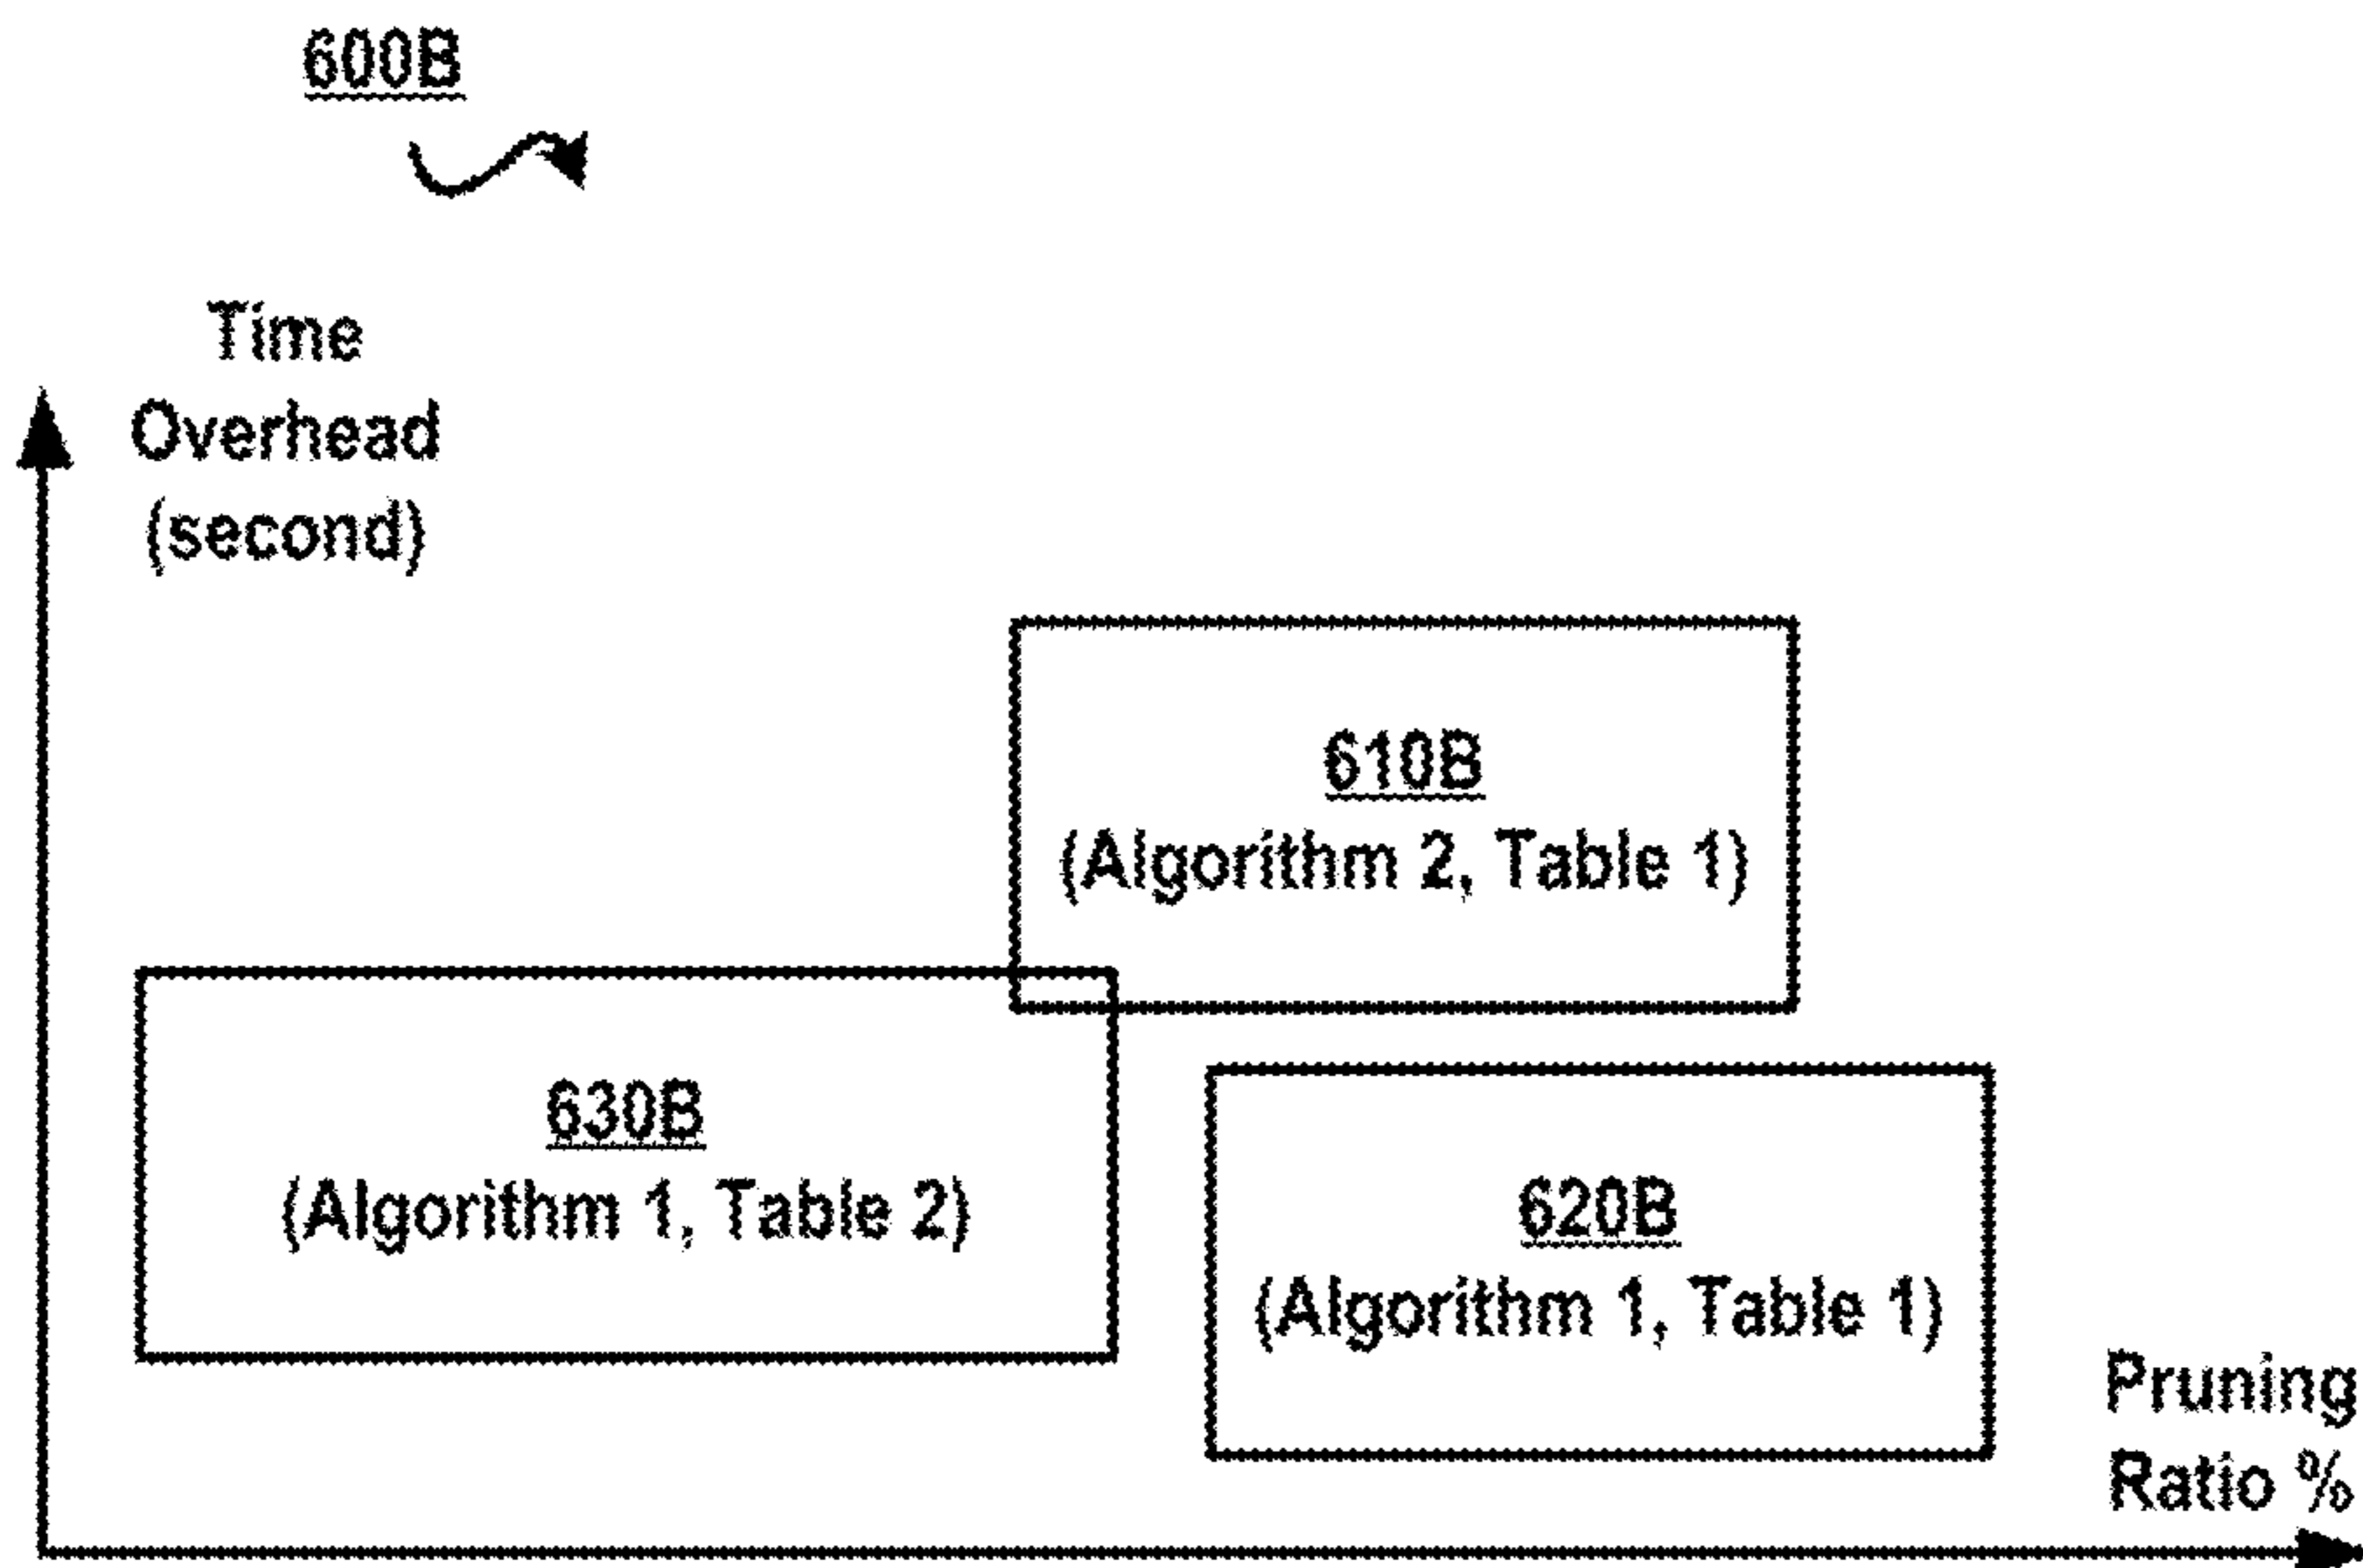 600B
Time
Overhead
(second)
610B
(Algorithm 2, Table 1)
630B
(Algorithm 1, Table 2)
620B
(Algorithm 1, Table 1)
Pruning
Ratio %